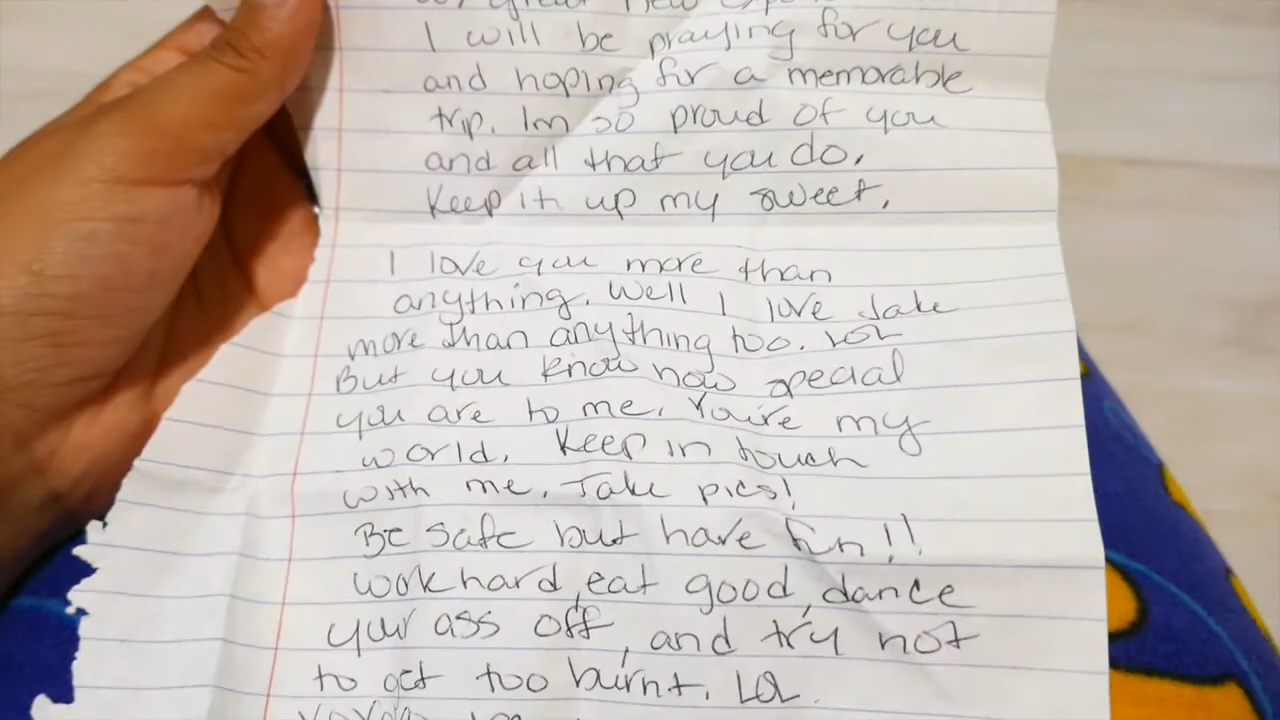 great new
I will be praying for you
and hoping for a memorable
trip. Im so proud of you
and all that you do.
Keep it up my sweet.
I love you more than
anything. Well I love Jake
more than anything too. LOL
But you know how special
you are to me. You're my
world. Keep in touch
with me. Take pics!
Be safe but have fun!!
Work hard, eat good, dance
your ass off, and try not
to get too burnt. LOL.